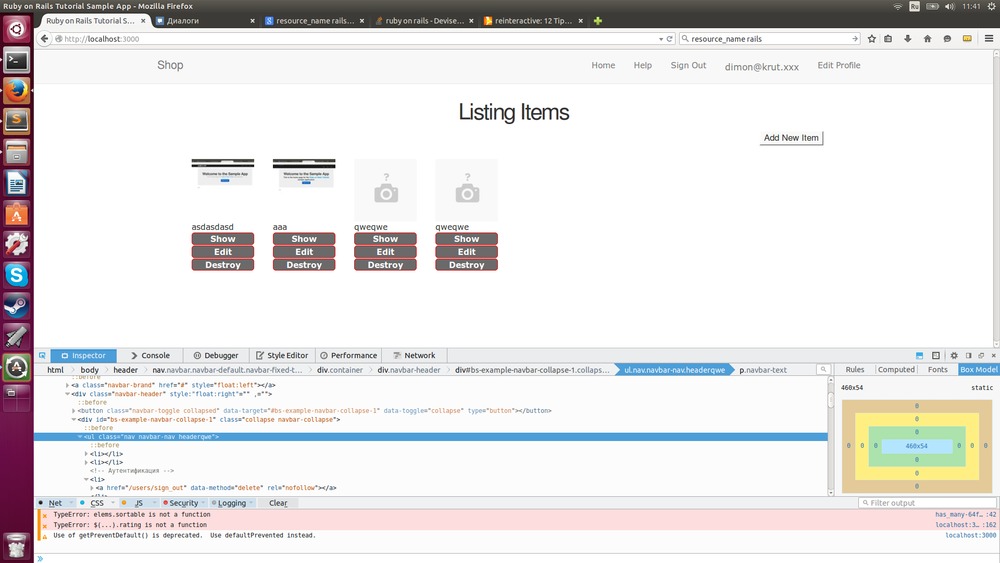 Ruby on Rails Tutorial Sample App - Mozilla Firefox
Ru
11:41
Ruby on Rails Tutorial S...
Диалоги
resource_name rails...
ruby on rails - Devise...
reinteractive: 12 Tip...
http://localhost:3000
resource_name rails
Shop
Home
Help
Sign Out
dimon@krut.xxx
Edit Profile
Listing Items
Add New Item
asdasdasd
aaa
qweqwe
qweqwe
Show
Show
Show
Show
Edit
Edit
Edit
Edit
Destroy
Destroy
Destroy
Destroy
Inspector
Console
Debugger
Style Editor
Performance
Network
html
body
header
nav.navbar.navbar-default.navbar-fixed-t...
div.container
div.navbar-header
div#bs-example-navbar-collapse-1.collaps...
ul.nav.navbar-nav.headerqwe
p.navbar-text
Rules
Computed
Fonts
Box Model
::before
<a class="navbar-brand" href="#" style="float:left"></a>
<div class="navbar-header" style="float:right"="" ,="">
::before
<button class="navbar-toggle collapsed" data-target="#bs-example-navbar-collapse-1" data-toggle="collapse" type="button"></button>
<div id="bs-example-navbar-collapse-1" class="collapse navbar-collapse">
::before
<ul class="nav navbar-nav headerqwe">
::before
<li></li>
<li></li>
<!-- Аутентификация -->
<li>
<a href="/users/sign_out" data-method="delete" rel="nofollow"></a>
</li>
460x54
static
0
0
0
0 0 0 460x54 0 0 0
0
0
0
Net
CSS
JS
Security
Logging
Clear
Filter output
TypeError: elems.sortable is not a function
has_many-64f...:42
TypeError: $(...).rating is not a function
localhost:3...:162
Use of getPreventDefault() is deprecated. Use defaultPrevented instead.
localhost:3000